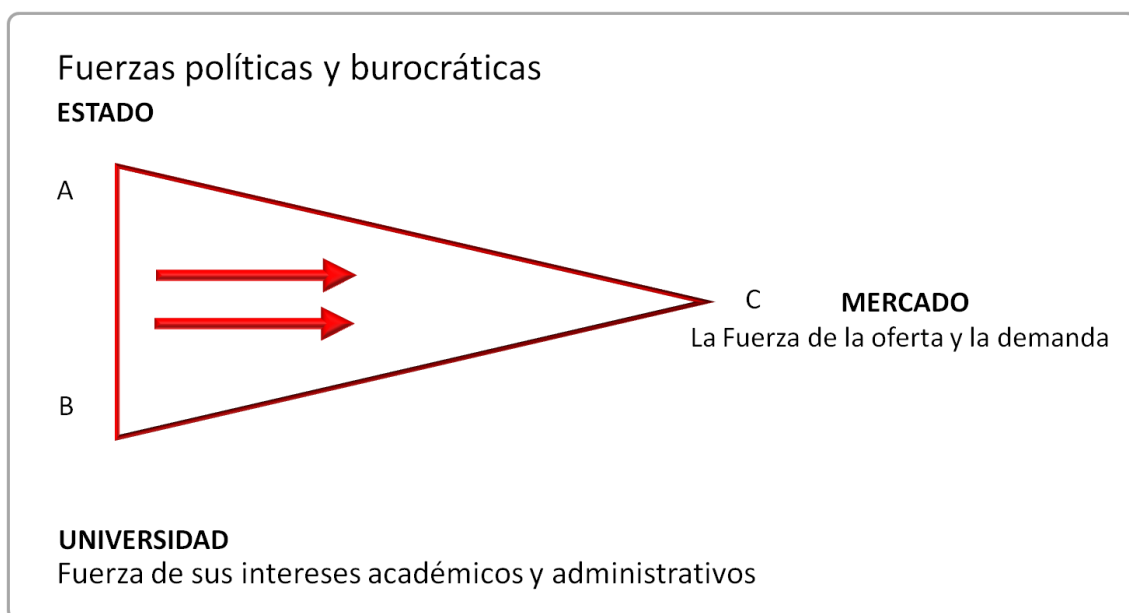 Fuerzas políticas y burocráticas
ESTADO
A
C MERCADO
La Fuerza de la oferta y la demanda
B
UNIVERSIDAD
Fuerza de sus intereses académicos y administrativos